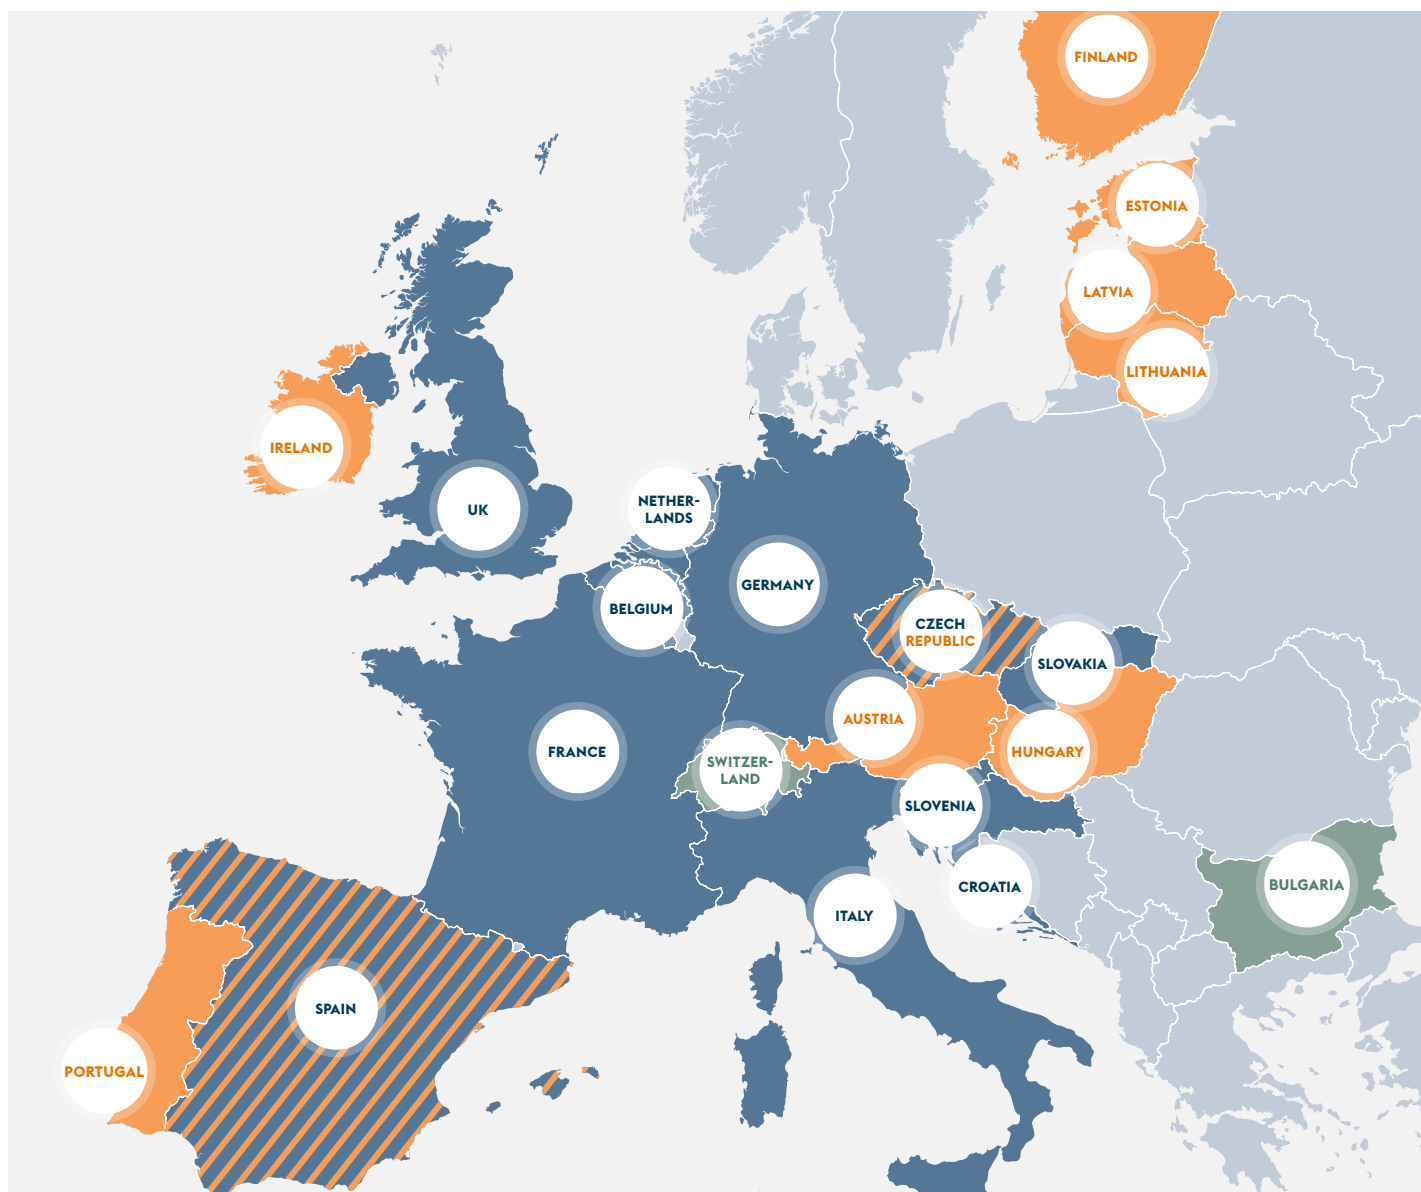 FINLAND
ESTONIA
LATVIA
LITHUANIA
IRELAND
UK
NETHER-
LANDS
GERMANY
BELGIUM
CZECH
REPUBLIC
SLOVAKIA
AUSTRIA
HUNGARY
FRANCE
SWITZER-
LAND
SLOVENIA
CROATIA
BULGARIA
ITALY
SPAIN
PORTUGAL